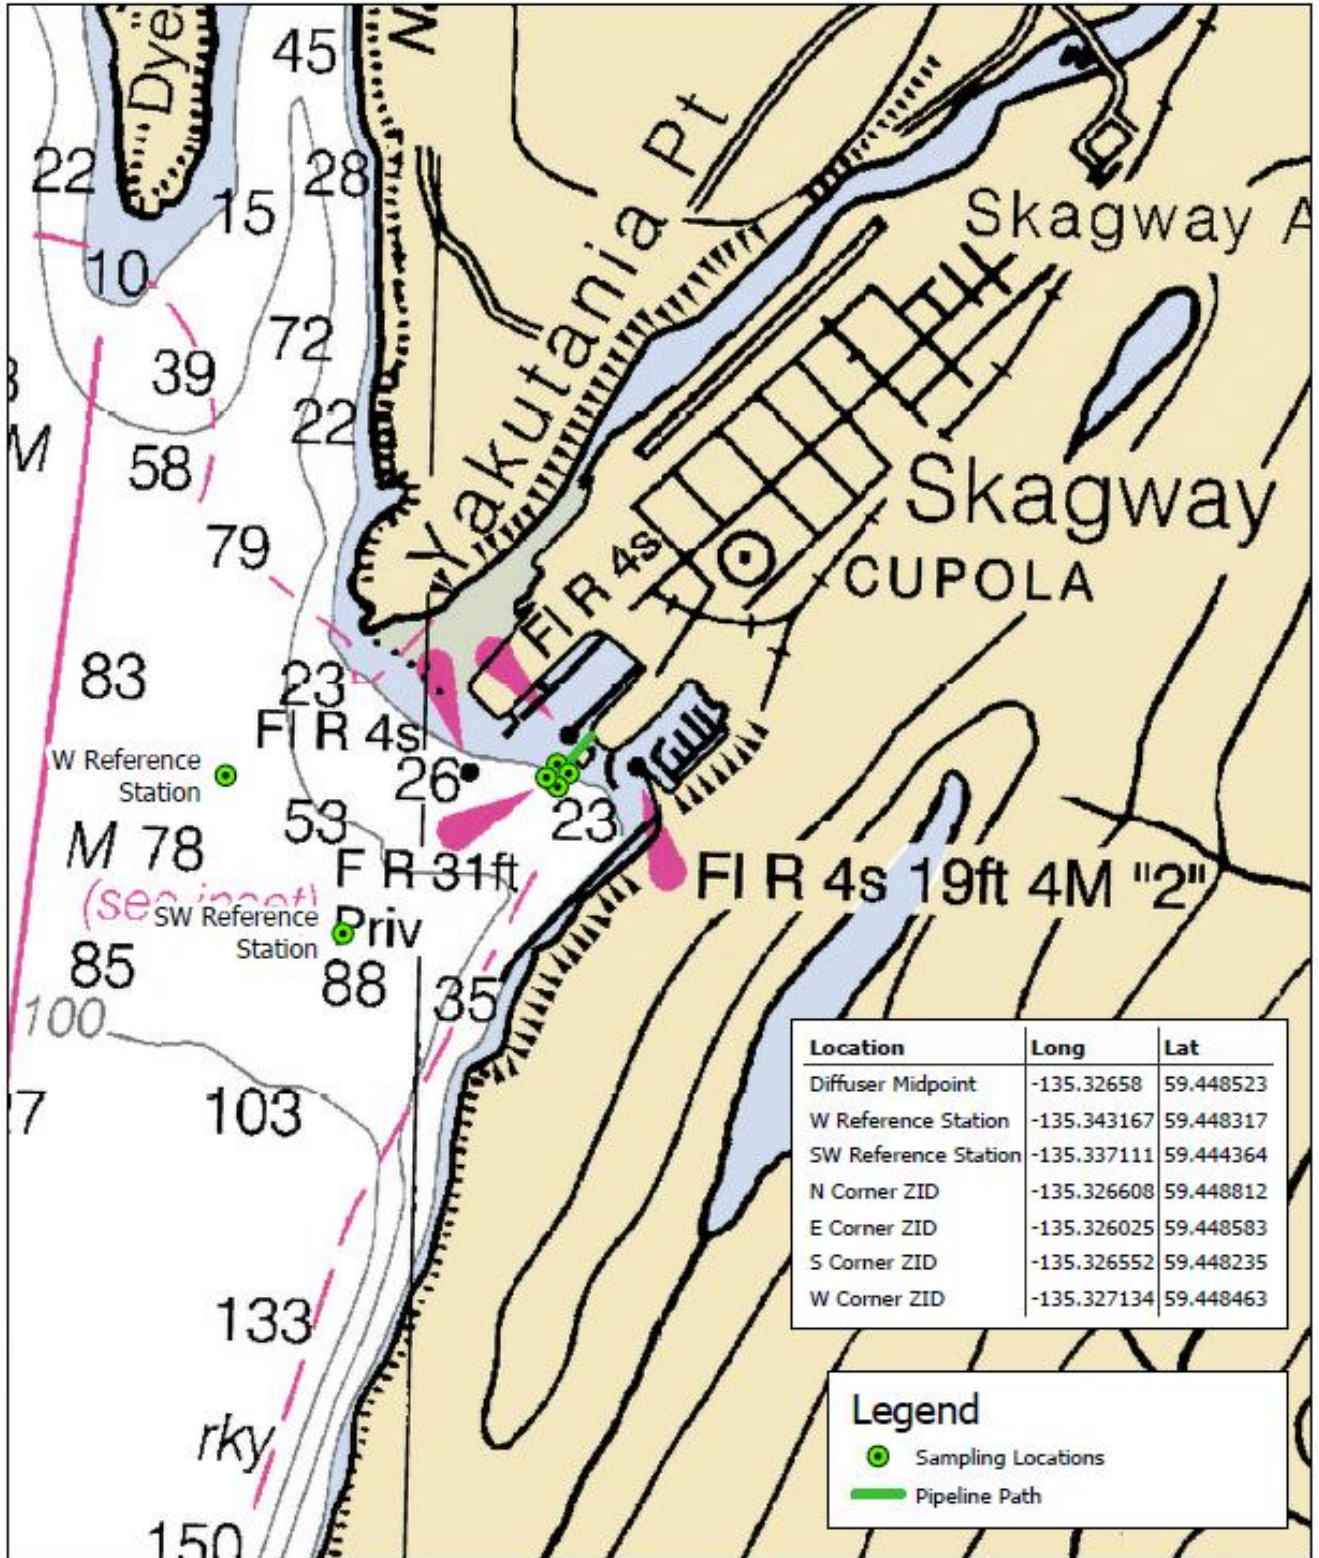 45
Dye
22
28
15
10
Yakutania Pt
Skagway A
72
39
22
M
58
79
Skagway
CUPOLA
Fl R 4s
83
23
Fl R 4s
W Reference
Station
26
53
23
M 78
F R 31ft
Fl R 4s 19ft 4M "2"
(see inset)
SW Reference
Station
Priv
85
88
35
100
Location Long Lat
Diffuser Midpoint -135.32658 59.448523
W Reference Station -135.343167 59.448317
SW Reference Station -135.337111 59.444364
N Corner ZID -135.326608 59.448812
E Corner ZID -135.326025 59.448583
S Corner ZID -135.326552 59.448235
W Corner ZID -135.327134 59.448463
27
103
133
rky
150
Legend
Sampling Locations
Pipeline Path